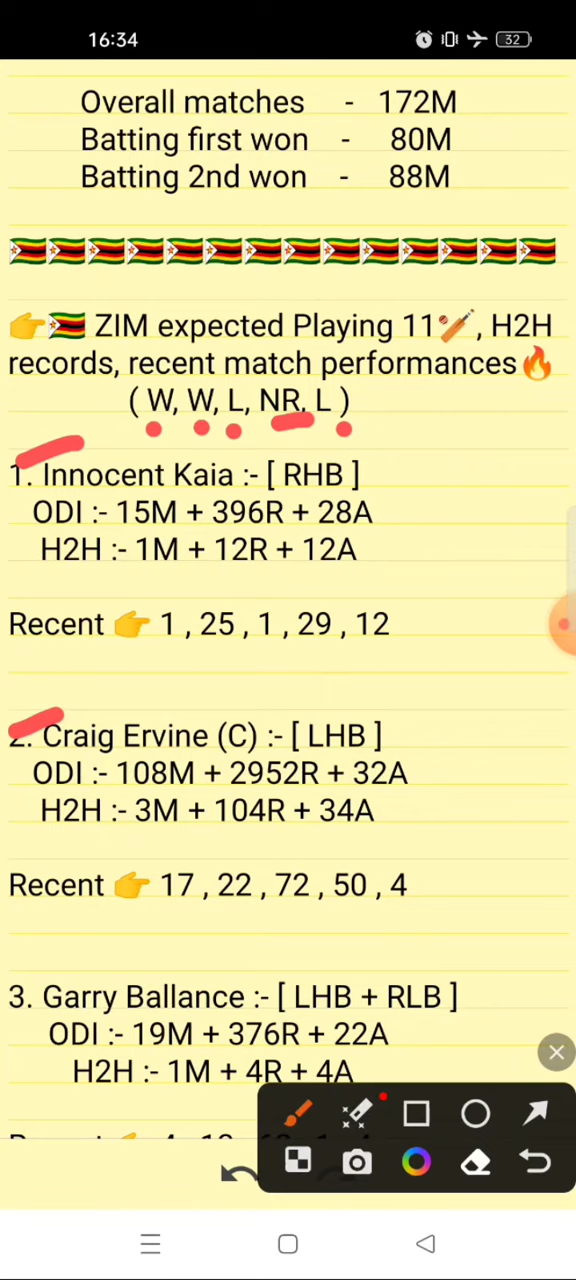 16:34
32
Overall matches - 172M
Batting first won - 80M
Batting 2nd won - 88M
👉🇿🇼 ZIM expected Playing 11🏏, H2H
records, recent match performances🔥
( W, W, L, NR, L )
1. Innocent Kaia :- [ RHB ]
ODI :- 15M + 396R + 28A
H2H :- 1M + 12R + 12A
Recent 👉 1 , 25 , 1 , 29 , 12
2. Craig Ervine (C) :- [ LHB ]
ODI :- 108M + 2952R + 32A
H2H :- 3M + 104R + 34A
Recent 👉 17 , 22 , 72 , 50 , 4
3. Garry Ballance :- [ LHB + RLB ]
ODI :- 19M + 376R + 22A
H2H :- 1M + 4R + 4A